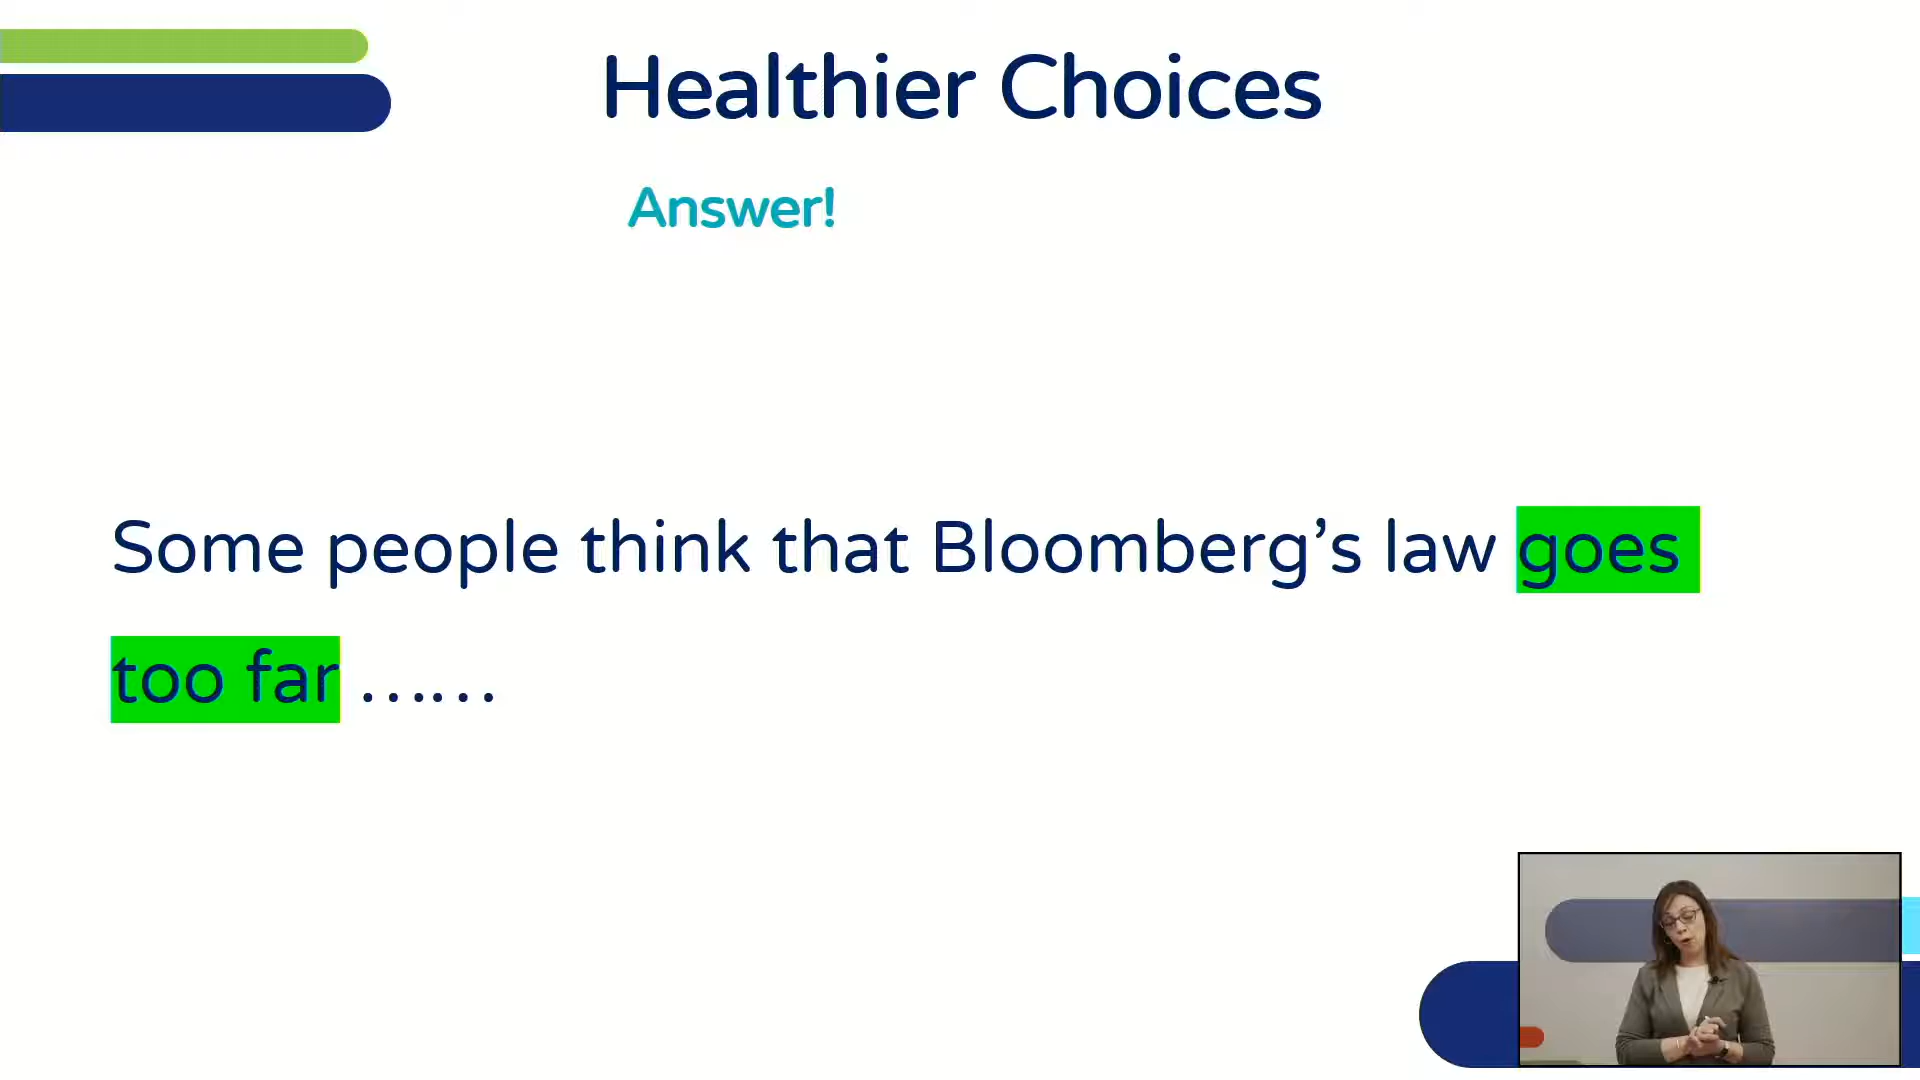 Healthier Choices
Answer!
Some people think that Bloomberg’s law goes
too far ......